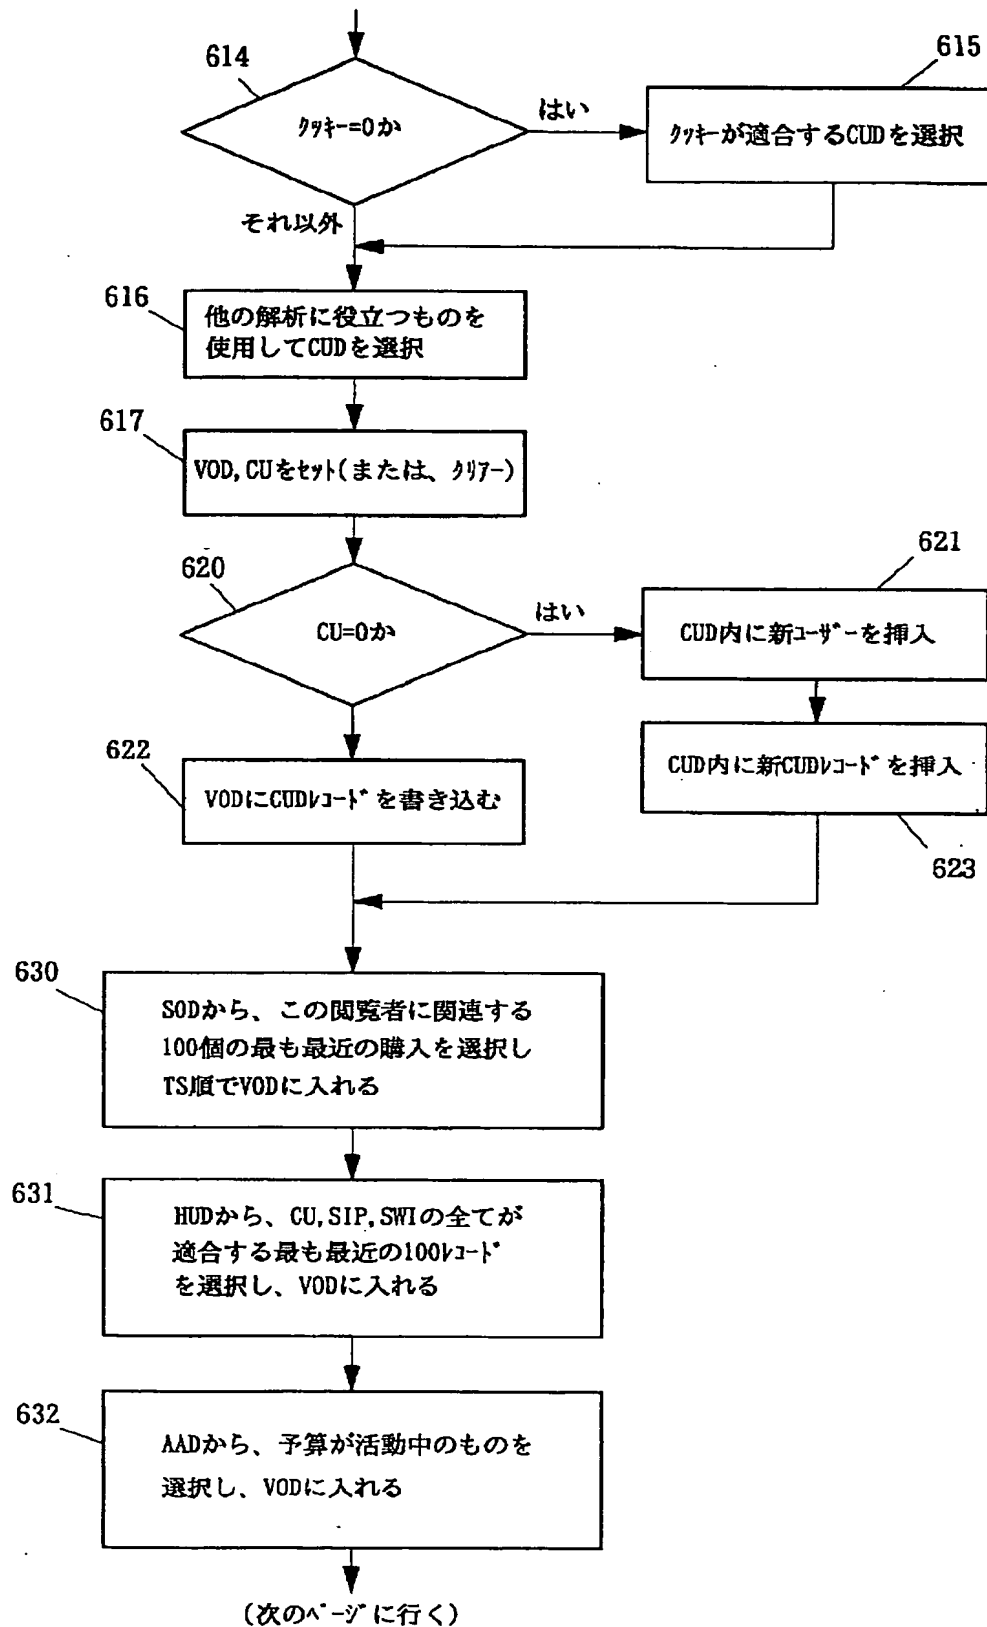 614
ｸｯｷｰ=0か
はい
615
ｸｯｷｰが適合するCUDを選択
それ以外
616
他の解析に役立つものを
使用してCUDを選択
617
VOD,CUをｾｯﾄ(または、ｸﾘｱｰ)
620
CU=0か
はい
621
CUD内に新ﾕｰｻﾞｰを挿入
622
VODにCUDﾚｺｰﾄﾞを書き込む
CUD内に新CUDﾚｺｰﾄﾞを挿入
623
630
SODから、この閲覧者に関連する
100個の最も最近の購入を選択し
TS順でVODに入れる
631
HUDから、CU,SIP,SWIの全てが
適合する最も最近の100ﾚｺｰﾄﾞ
を選択し、VODに入れる
632
AADから、予算が活動中のものを
選択し、VODに入れる
(次のﾍﾟｰｼﾞに行く)